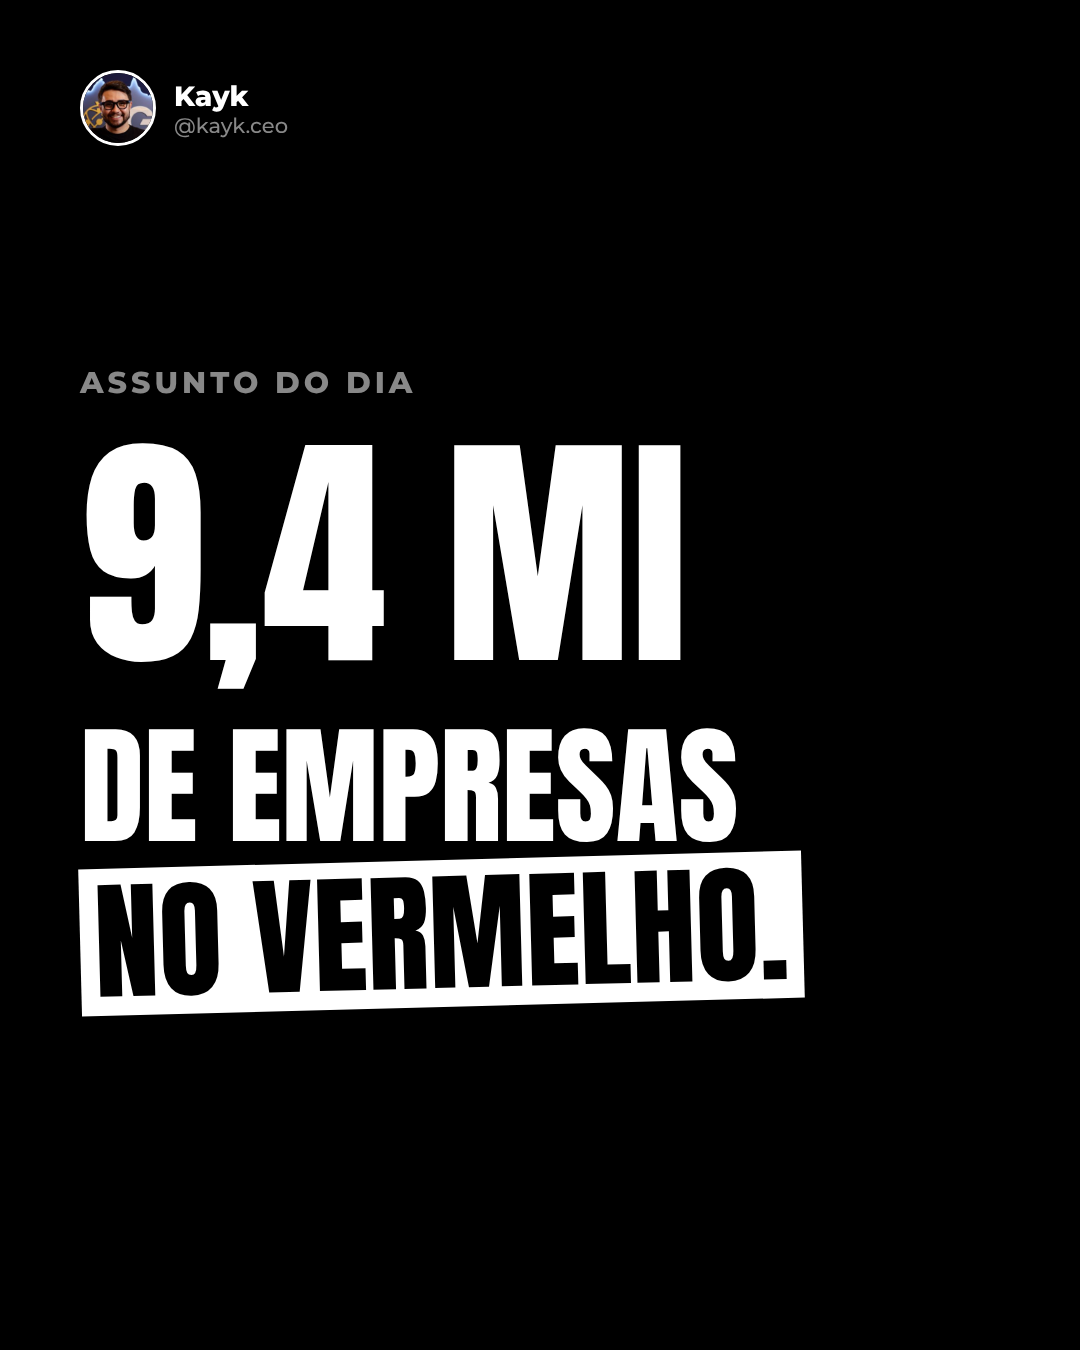 Kayk
@kayk.ceo
ASSUNTO DO DIA
9,4 MI
DE EMPRESAS
NO VERMELHO.